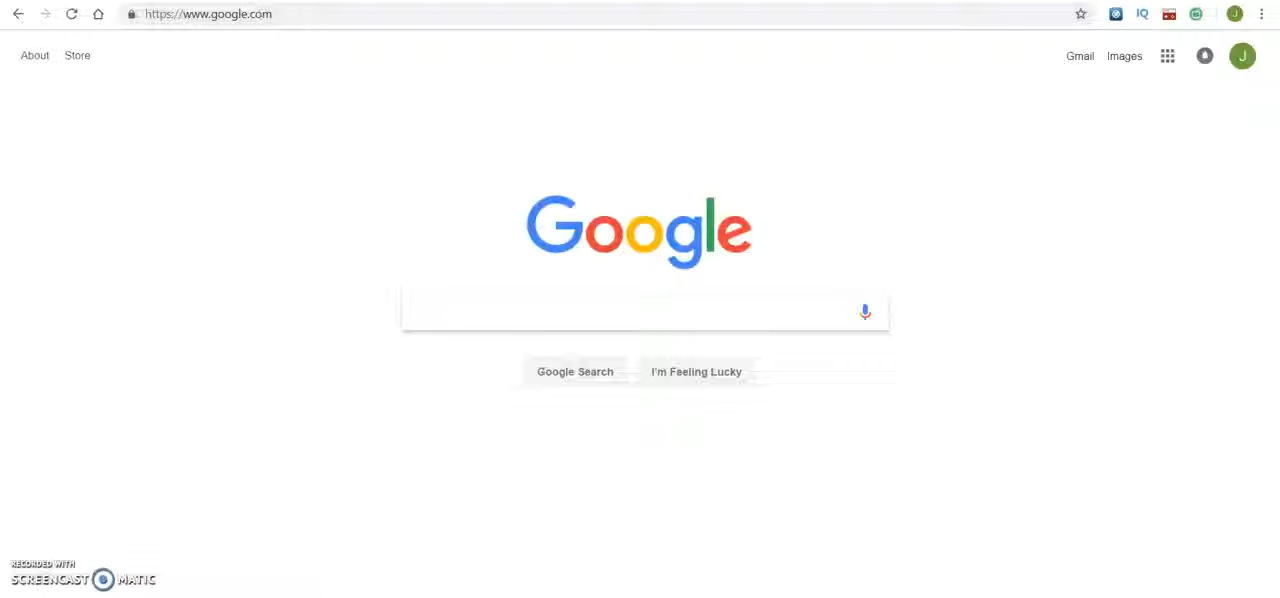 https://www.google.com
IQ
J
About Store
Gmail Images
J
Google
Google Search I'm Feeling Lucky
RECORDED WITH
SCREENCAST MATIC